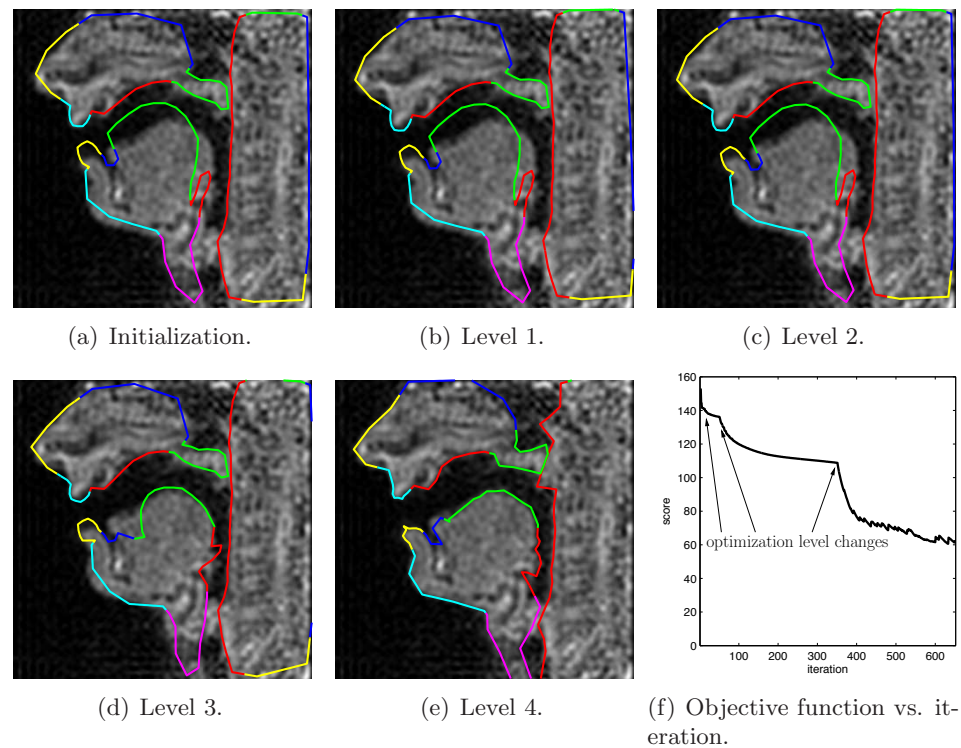 (a) Initialization.
(b) Level 1.
(c) Level 2.
160
140
120
100
80
60
40
20
0
score
optimization level changes
100 200 300 400 500 600
iteration
(d) Level 3.
(e) Level 4.
(f) Objective function vs. it-
eration.